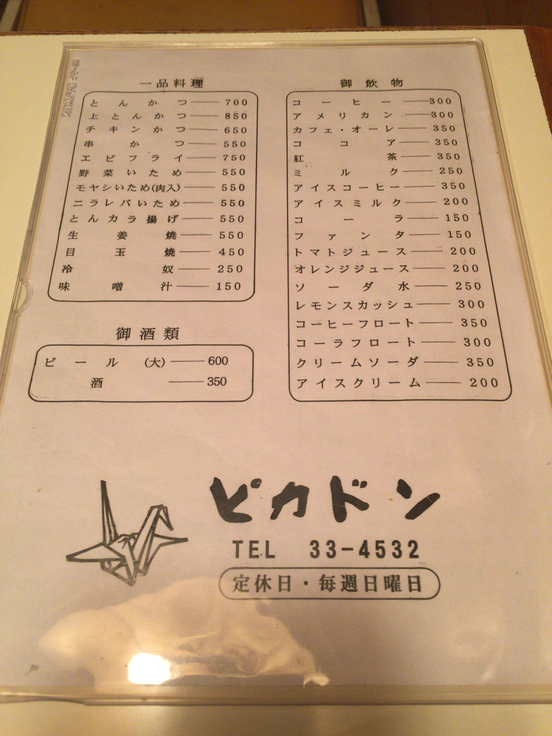 一品料理
とんかつ 700
上とんかつ 850
チキンかつ 650
串かつ 550
エビフライ 750
野菜いため 550
モヤシいため(肉入) 550
ニラレバいため 550
とんカラ揚げ 550
生姜焼 550
目玉焼 450
冷奴 250
味噌汁 150
御酒類
ビール (大) 600
酒 350
御飲物
コーヒー 300
アメリカン 300
カフェ・オーレ 350
ココア 350
紅茶 350
ミルク 250
アイスコーヒー 350
アイスミルク 200
コーラ 150
ファンタ 150
トマトジュース 200
オレンジジュース 200
ソーダ水 250
レモンスカッシュ 300
コーヒーフロート 350
コーラフロート 300
クリームソーダ 350
アイスクリーム 200
ピカドン
TEL 33-4532
定休日・毎週日曜日